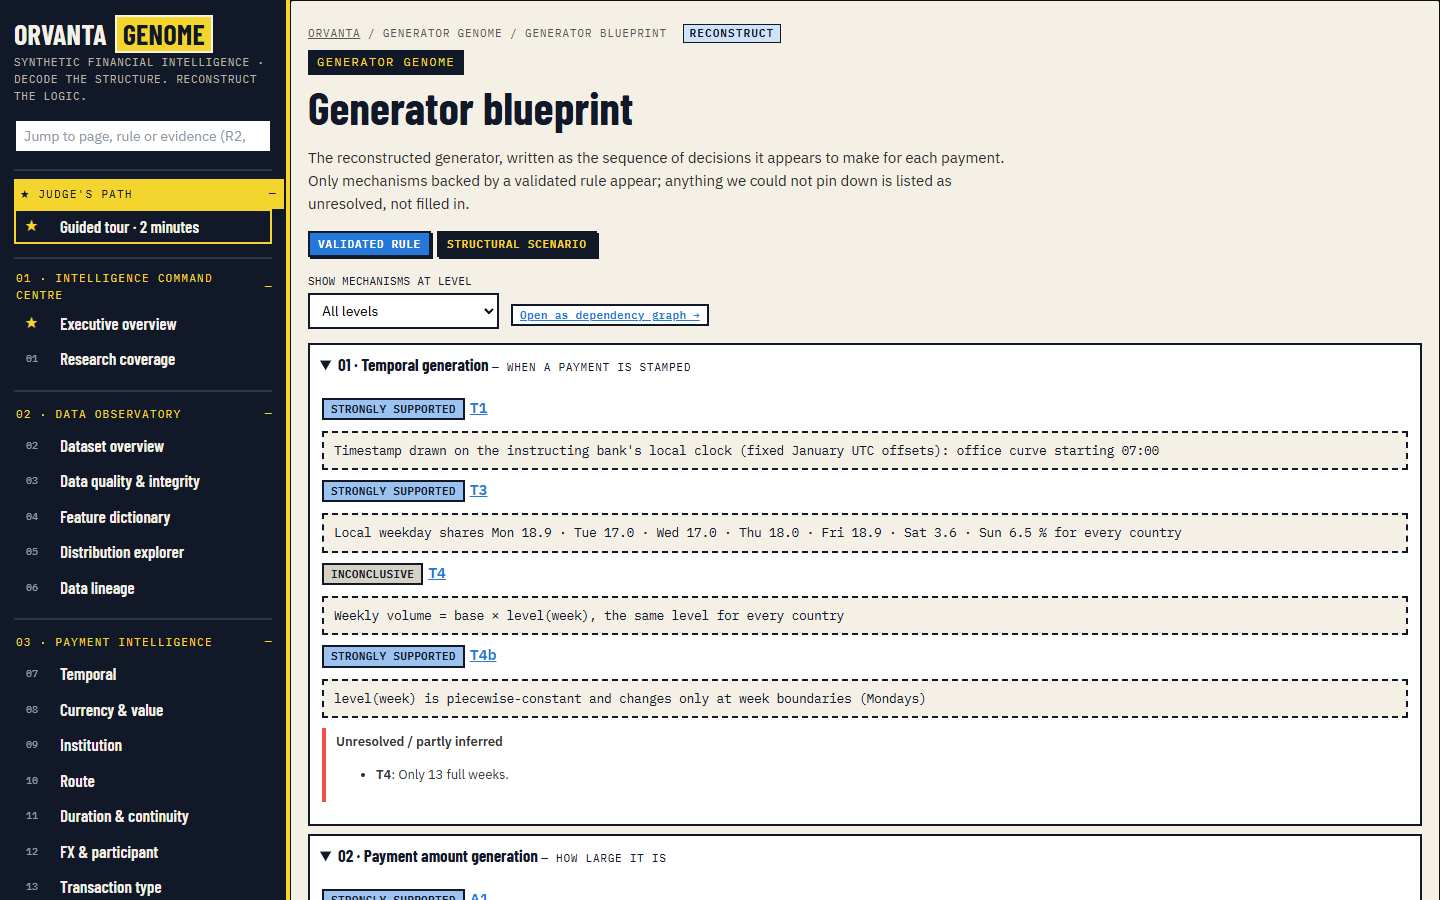 ORVANTA GENOME
SYNTHETIC FINANCIAL INTELLIGENCE ·
DECODE THE STRUCTURE. RECONSTRUCT
THE LOGIC.
Jump to page, rule or evidence (R2,
★ JUDGE'S PATH –
★ Guided tour · 2 minutes
01 · INTELLIGENCE COMMAND
CENTRE –
★ Executive overview
01 Research coverage
02 · DATA OBSERVATORY –
02 Dataset overview
03 Data quality & integrity
04 Feature dictionary
05 Distribution explorer
06 Data lineage
03 · PAYMENT INTELLIGENCE –
07 Temporal
08 Currency & value
09 Institution
10 Route
11 Duration & continuity
12 FX & participant
13 Transaction type
ORVANTA / GENERATOR GENOME / GENERATOR BLUEPRINT RECONSTRUCT
GENERATOR GENOME
Generator blueprint
The reconstructed generator, written as the sequence of decisions it appears to make for each payment.
Only mechanisms backed by a validated rule appear; anything we could not pin down is listed as
unresolved, not filled in.
VALIDATED RULE STRUCTURAL SCENARIO
SHOW MECHANISMS AT LEVEL
All levels Open as dependency graph →
▼ 01 · Temporal generation — WHEN A PAYMENT IS STAMPED
STRONGLY SUPPORTED T1
Timestamp drawn on the instructing bank's local clock (fixed January UTC offsets): office curve starting 07:00
STRONGLY SUPPORTED T3
Local weekday shares Mon 18.9 · Tue 17.0 · Wed 17.0 · Thu 18.0 · Fri 18.9 · Sat 3.6 · Sun 6.5 % for every country
INCONCLUSIVE T4
Weekly volume = base × level(week), the same level for every country
STRONGLY SUPPORTED T4b
level(week) is piecewise-constant and changes only at week boundaries (Mondays)
Unresolved / partly inferred
• T4: Only 13 full weeks.
▼ 02 · Payment amount generation — HOW LARGE IT IS
STRONGLY SUPPORTED A1